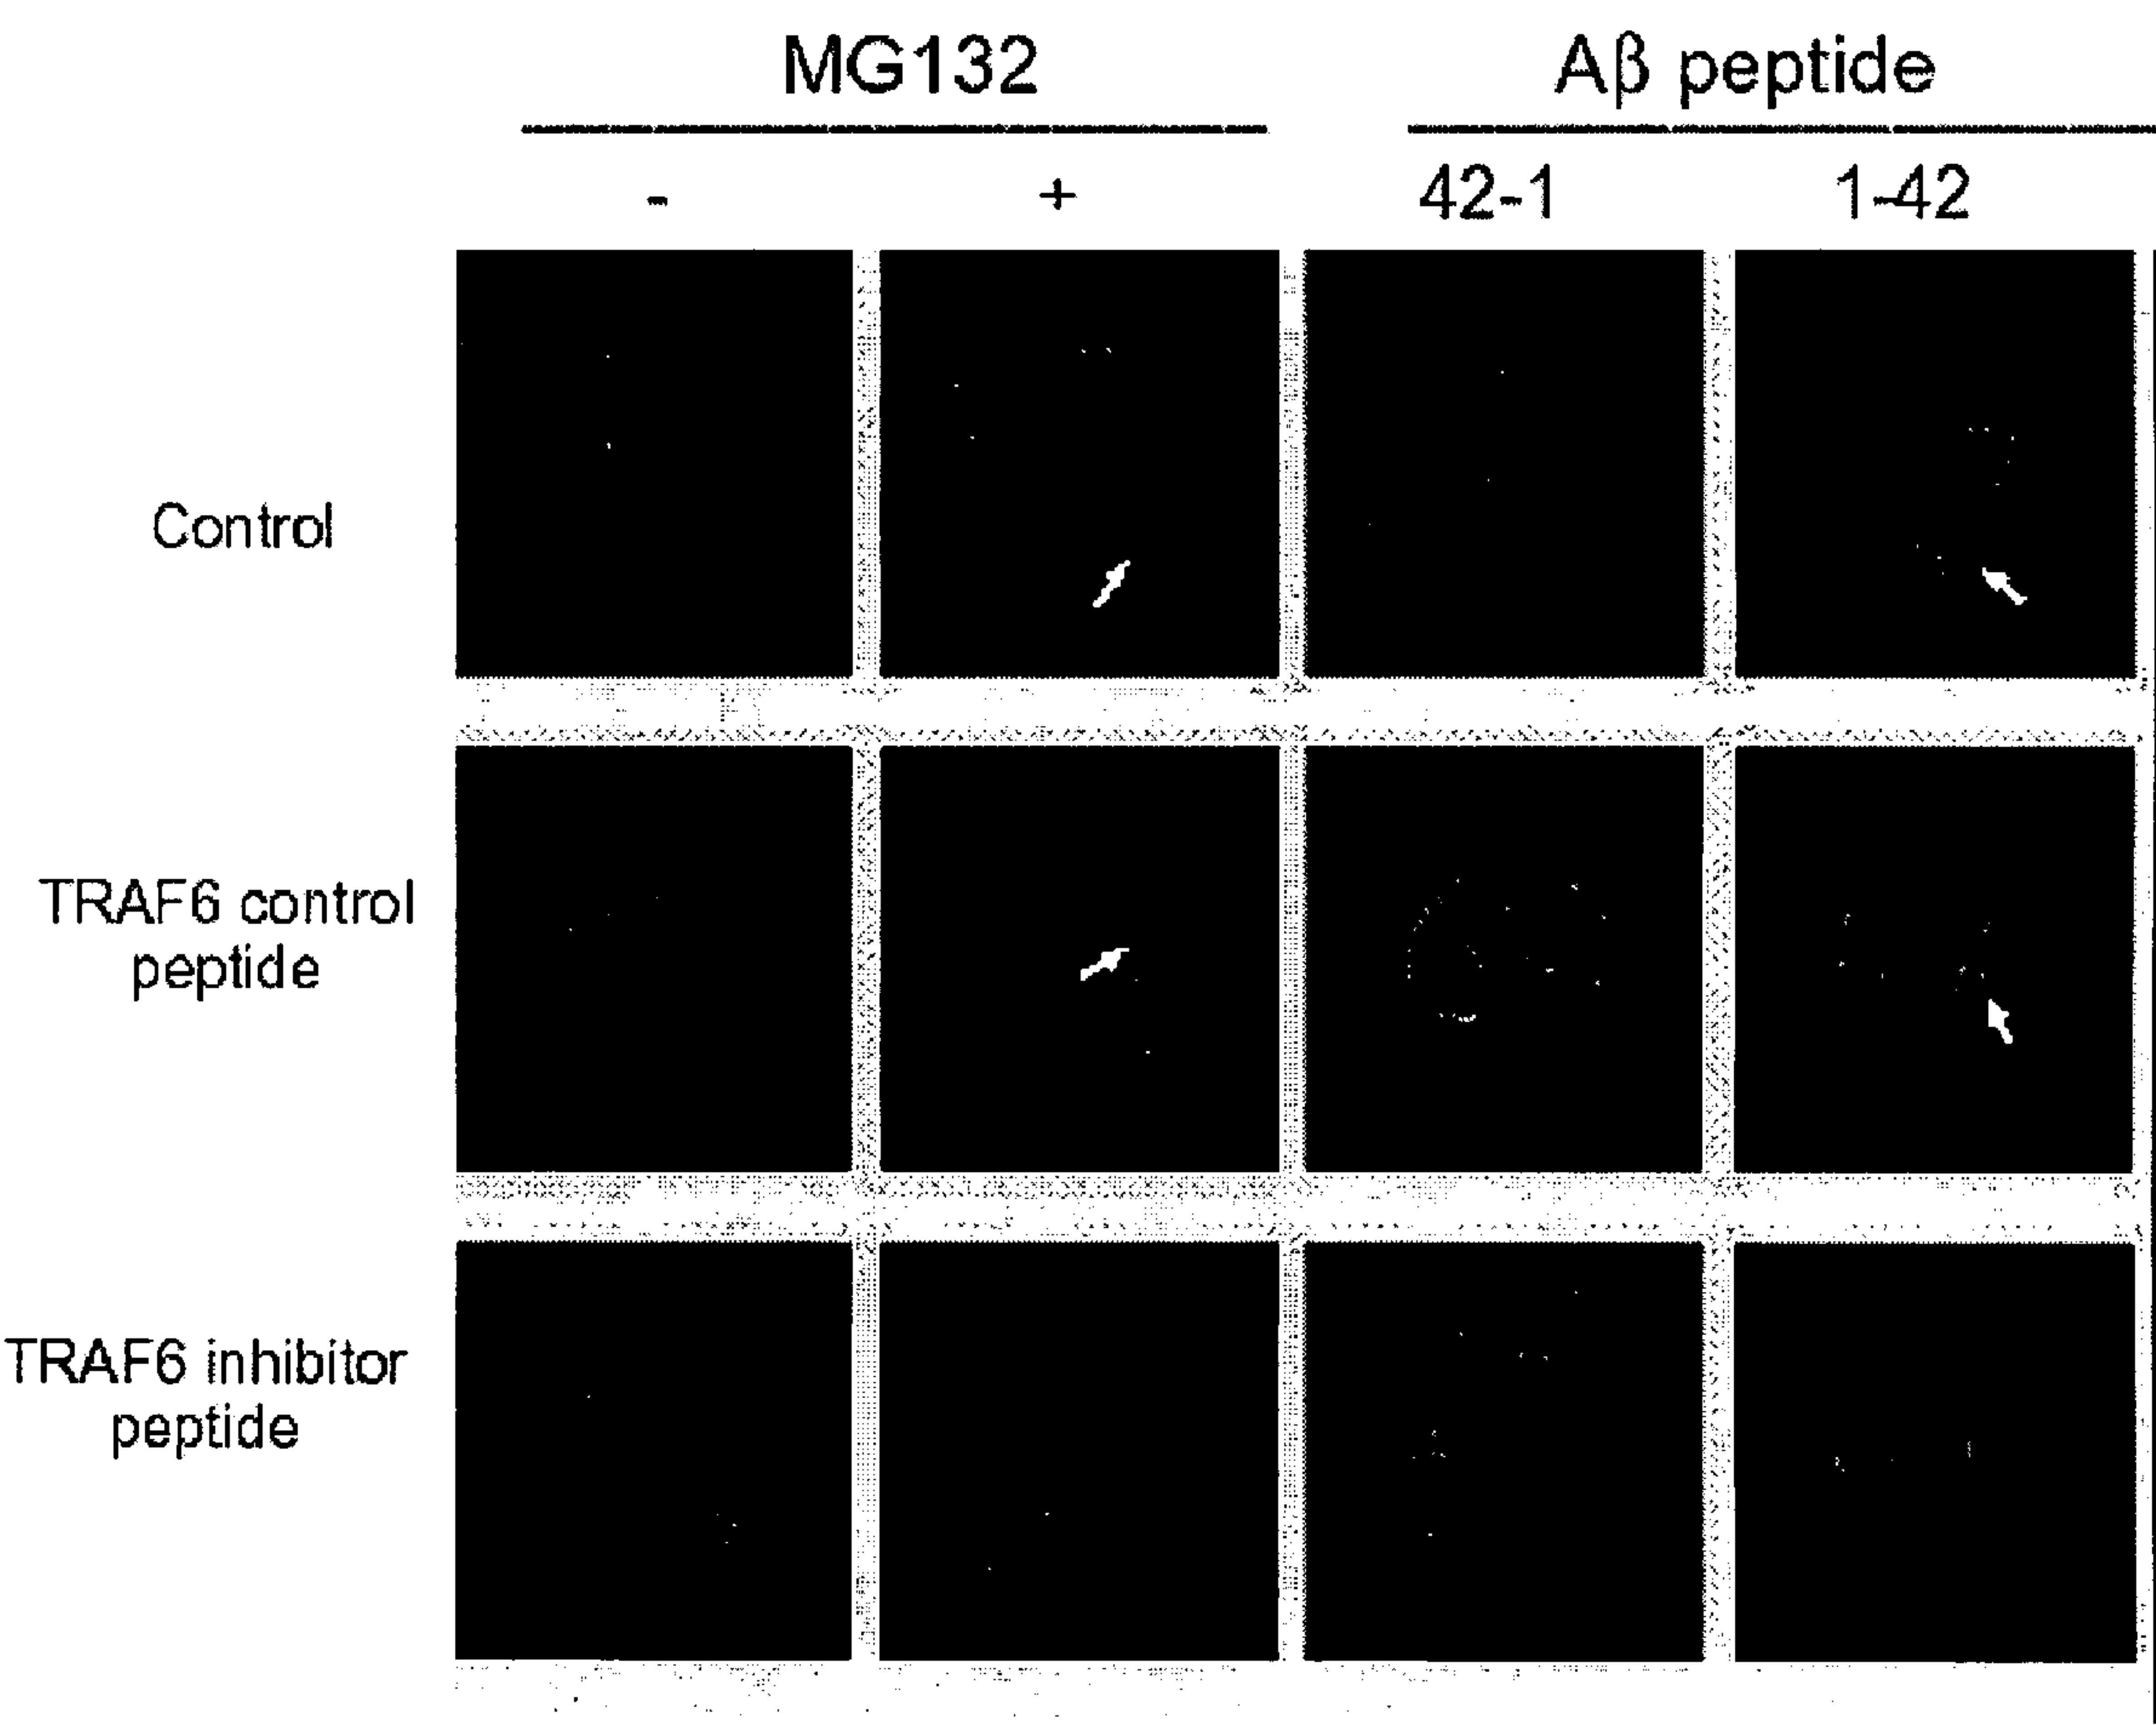 MG132
Aβ peptide
-
+
42-1
1-42
Control
TRAF6 control
peptide
TRAF6 inhibitor
peptide